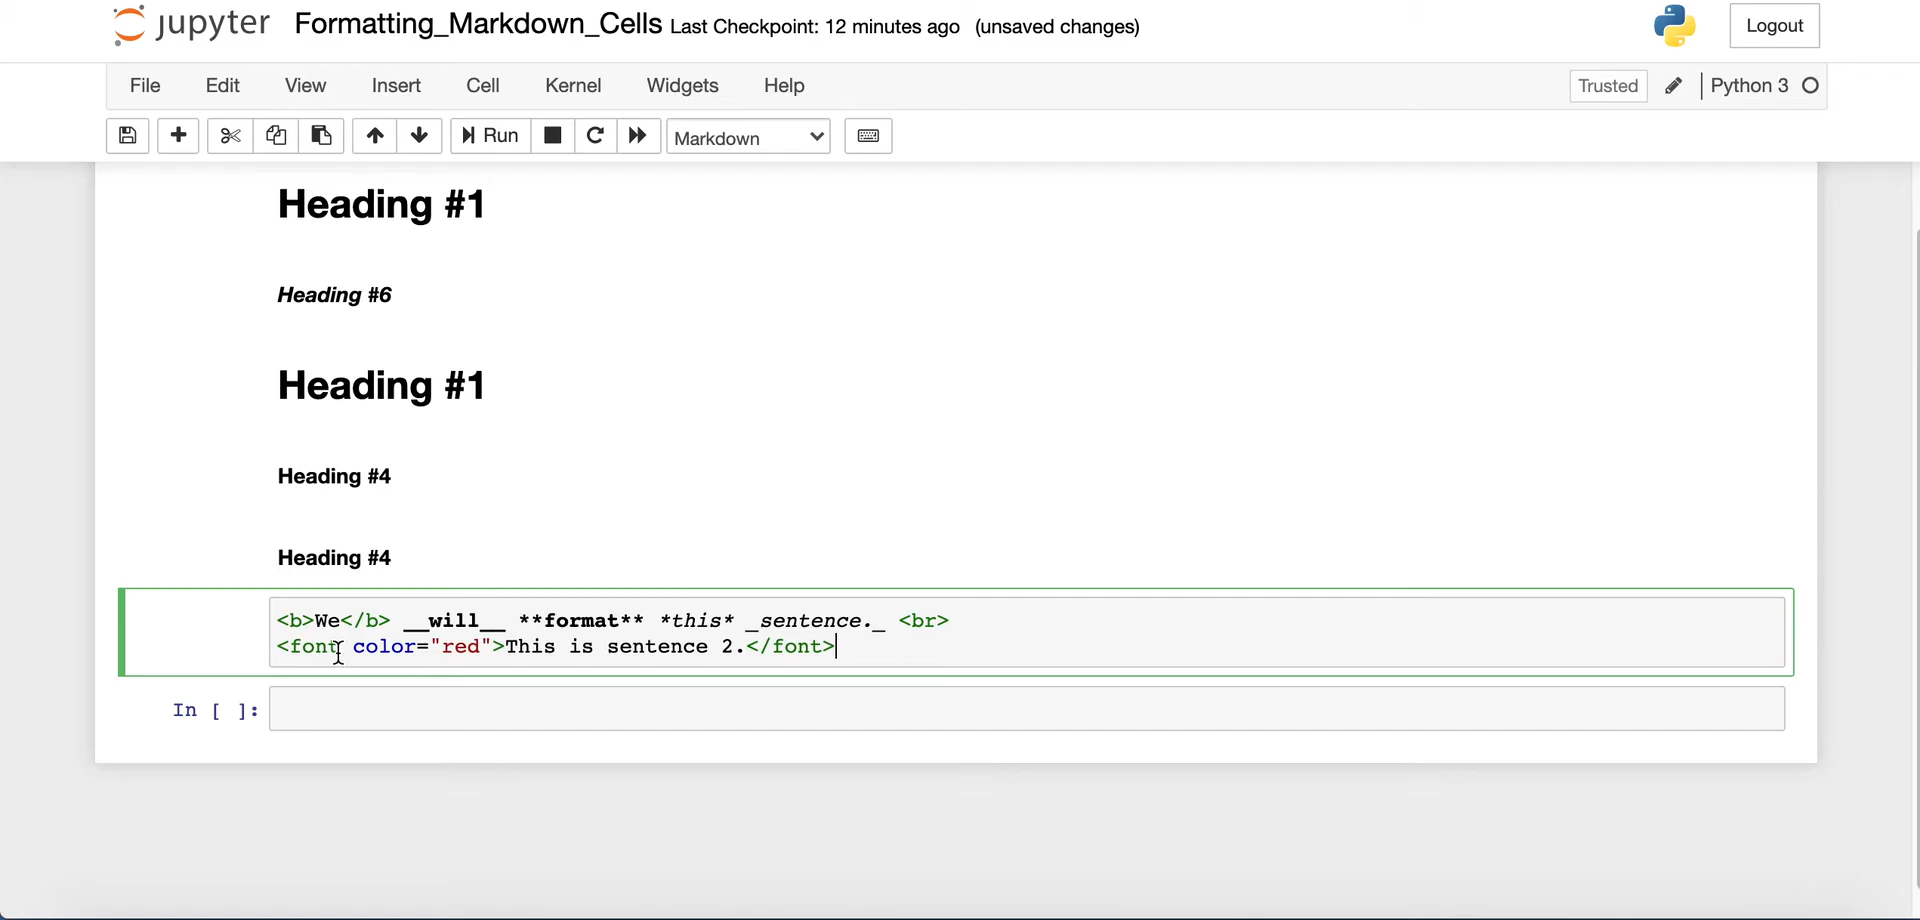 jupyter Formatting_Markdown_Cells Last Checkpoint: 12 minutes ago (unsaved changes) Logout
File Edit View Insert Cell Kernel Widgets Help Trusted Python 3
Run Markdown
Heading #1
Heading #6
Heading #1
Heading #4
Heading #4
<b>We</b> __will__ **format** *this* _sentence._ <br>
<font color="red">This is sentence 2.</font>
In [ ]: